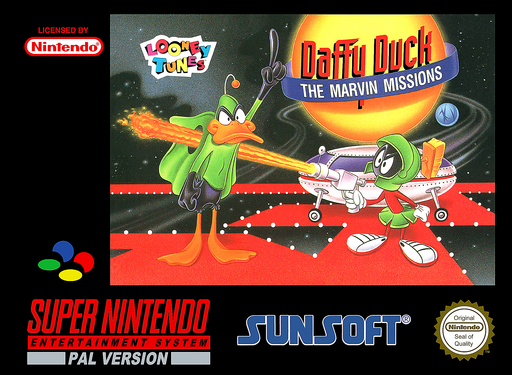 LICENSED BY
Nintendo®
LOONEY
TUNES
Daffy Duck
THE MARVIN MISSIONS
SUPER NINTENDO
ENTERTAINMENT SYSTEM
PAL VERSION
SUNSOFT®
Original
Nintendo
Seal of
Quality